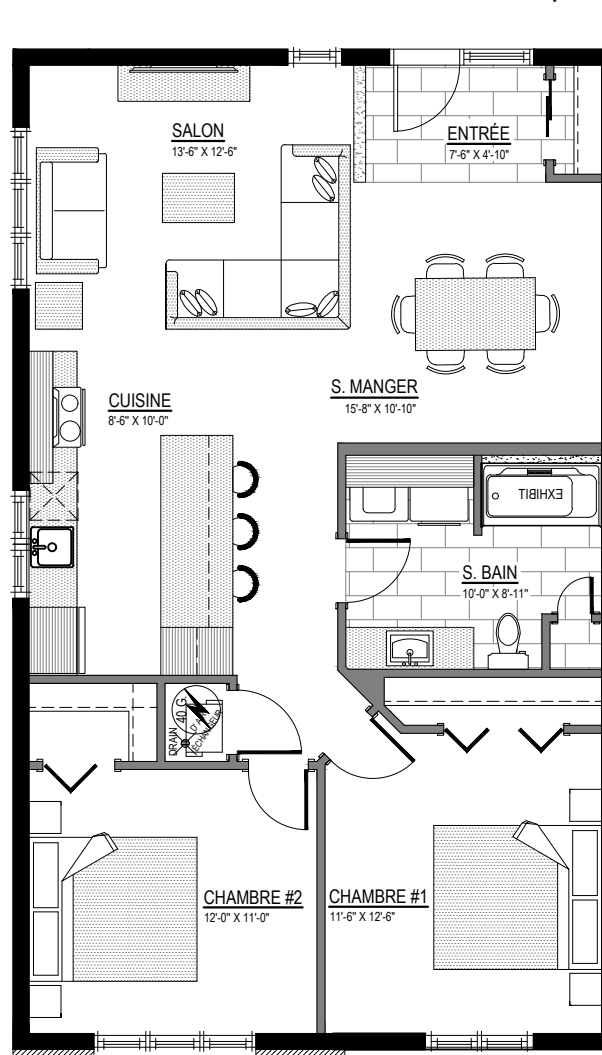 SALON
13'-6" X 12'-6"
ENTRÉE
7'-6" X 4'-10"
S. MANGER
15'-8" X 10'-10"
CUISINE
8'-6" X 10'-0"
EXHIBIT
S. BAIN
10'-0" X 8'-11"
DRAIN
40 G.
D'AIR
ÉCHANGEUR
CHAMBRE #2
12'-0" X 11'-0"
CHAMBRE #1
11'-6" X 12'-6"